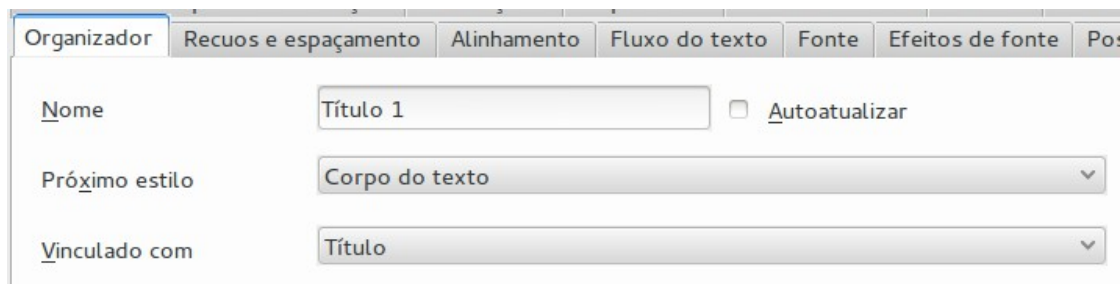 Organizador Recuos e espaçamento Alinhamento Fluxo do texto Fonte Efeitos de fonte
Nome Título 1 Autoatualizar
Próximo estilo Corpo do texto
Vinculado com Título